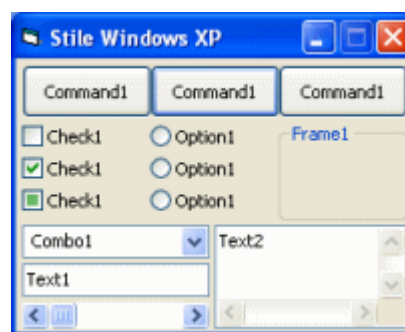 Stile Windows XP
Command1 Command1 Command1
Check1 Option1 Frame1
Check1 Option1
Check1 Option1
Combo1 Text2
Text1